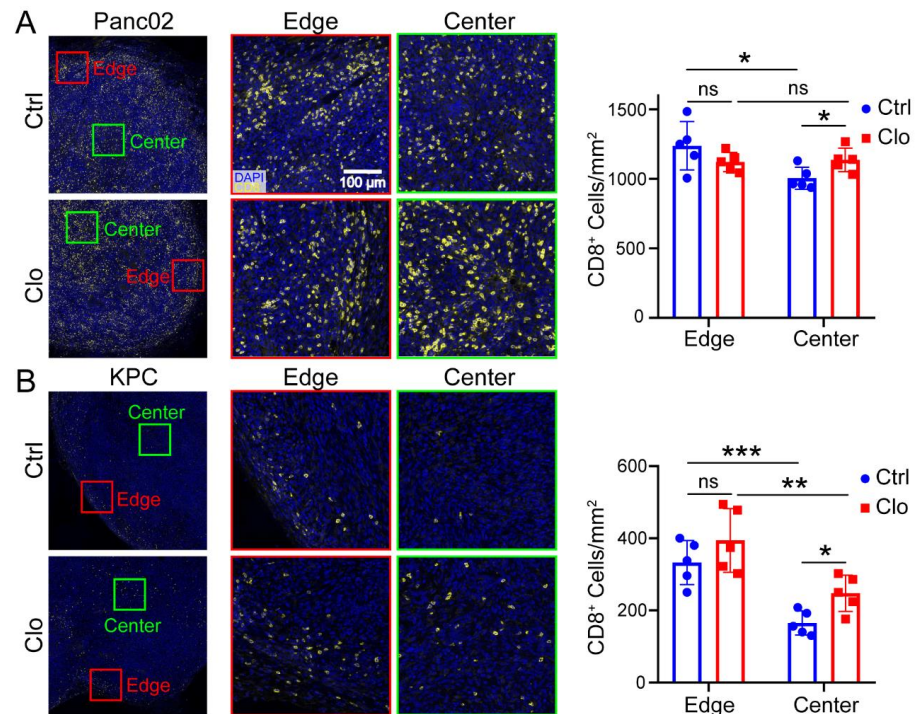 A
Panc02
Edge
Center
Ctrl
Edge
Center
DAPI
CD8
100 µm
Clo
Center
Edge
*
ns
ns
*
Ctrl
Clo
CD8⁺ Cells/mm²
1500
1000
500
0
Edge
Center
B
KPC
Edge
Center
Ctrl
Center
Edge
Clo
Center
Edge
***
ns
**
*
Ctrl
Clo
CD8⁺ Cells/mm²
600
400
200
0
Edge
Center